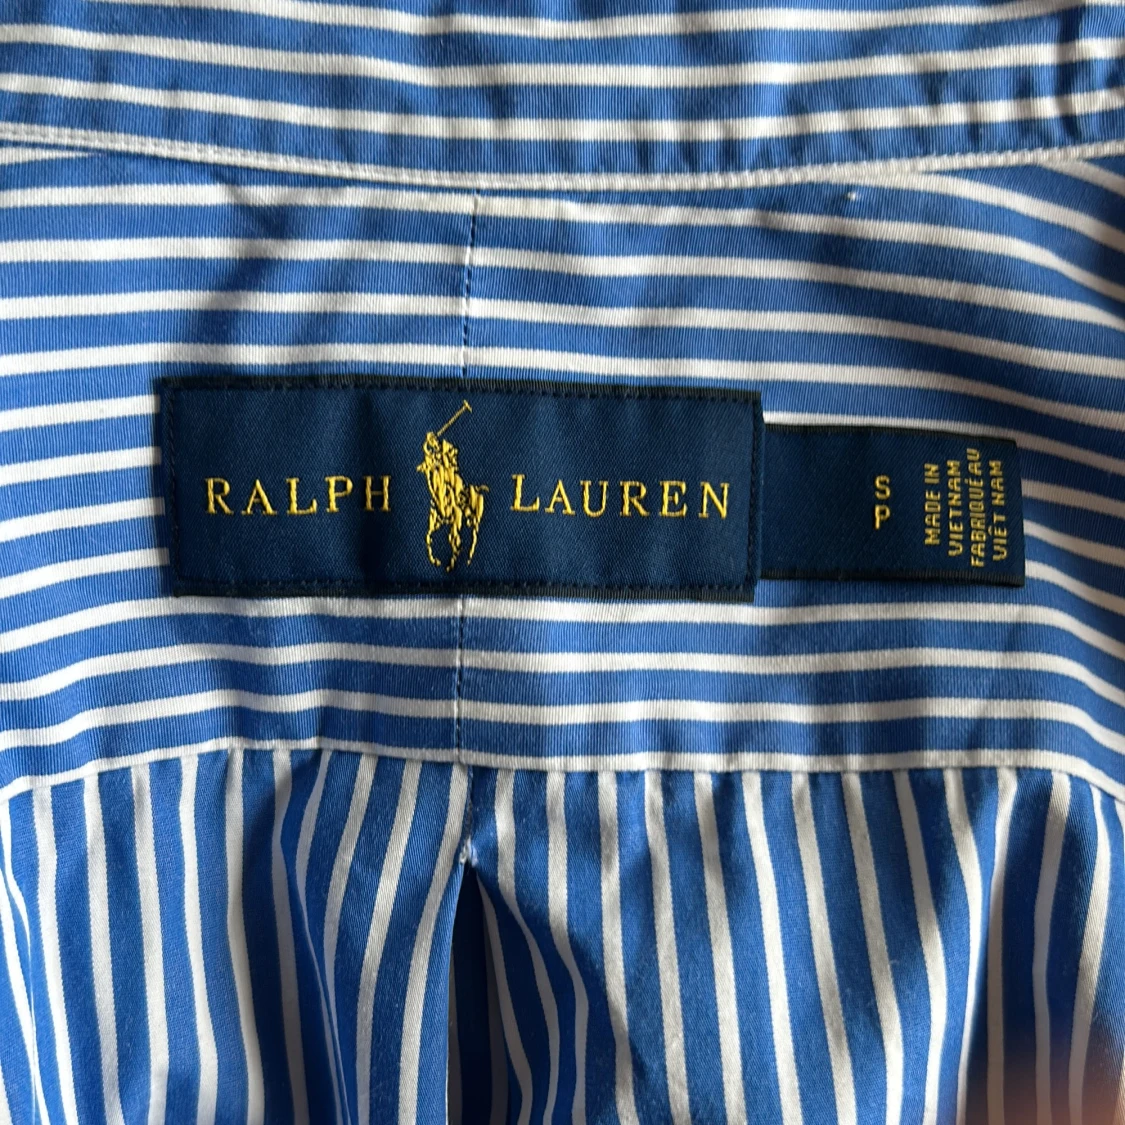 RALPH LAUREN
S
P
MADE IN
VIETNAM
FABRIQUÉ AU
VIÊT NAM